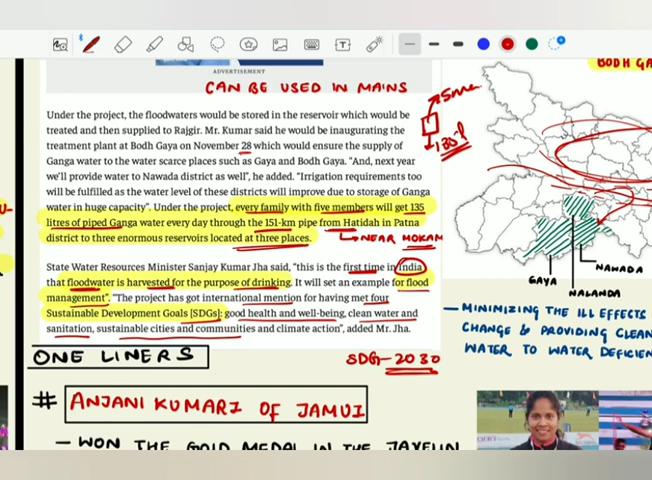 BODH GA
ADVERTISEMENT
CAN BE USED IN MAINS
5 mem
135 l
Under the project, the floodwaters would be stored in the reservoir which would be
treated and then supplied to Rajgir. Mr. Kumar said he would be inaugurating the
treatment plant at Bodh Gaya on November 28 which would ensure the supply of
Ganga water to the water scarce places such as Gaya and Bodh Gaya. "And, next year
we'll provide water to Nawada district as well", he added. "Irrigation requirements too
will be fulfilled as the water level of these districts will improve due to storage of Ganga
water in huge capacity". Under the project, every family with five members will get 135
litres of piped Ganga water every day through the 151-km pipe from Hatidah in Patna
district to three enormous reservoirs located at three places.
NEAR MOKAM
State Water Resources Minister Sanjay Kumar Jha said, "this is the first time in India
that floodwater is harvested for the purpose of drinking. It will set an example for flood
management". "The project has got international mention for having met four
Sustainable Development Goals [SDGs]: good health and well-being, clean water and
sanitation, sustainable cities and communities and climate action", added Mr. Jha.
SDG-2030
GAYA
NAWADA
NALANDA
- MINIMIZING THE ILL EFFECTS
CHANGE & PROVIDING CLEAN
WATER TO WATER DEFICIEN
ONE LINERS
# ANJANI KUMARI OF JAMUI
- WON THE GOLD MEDAL IN THE JAVELIN